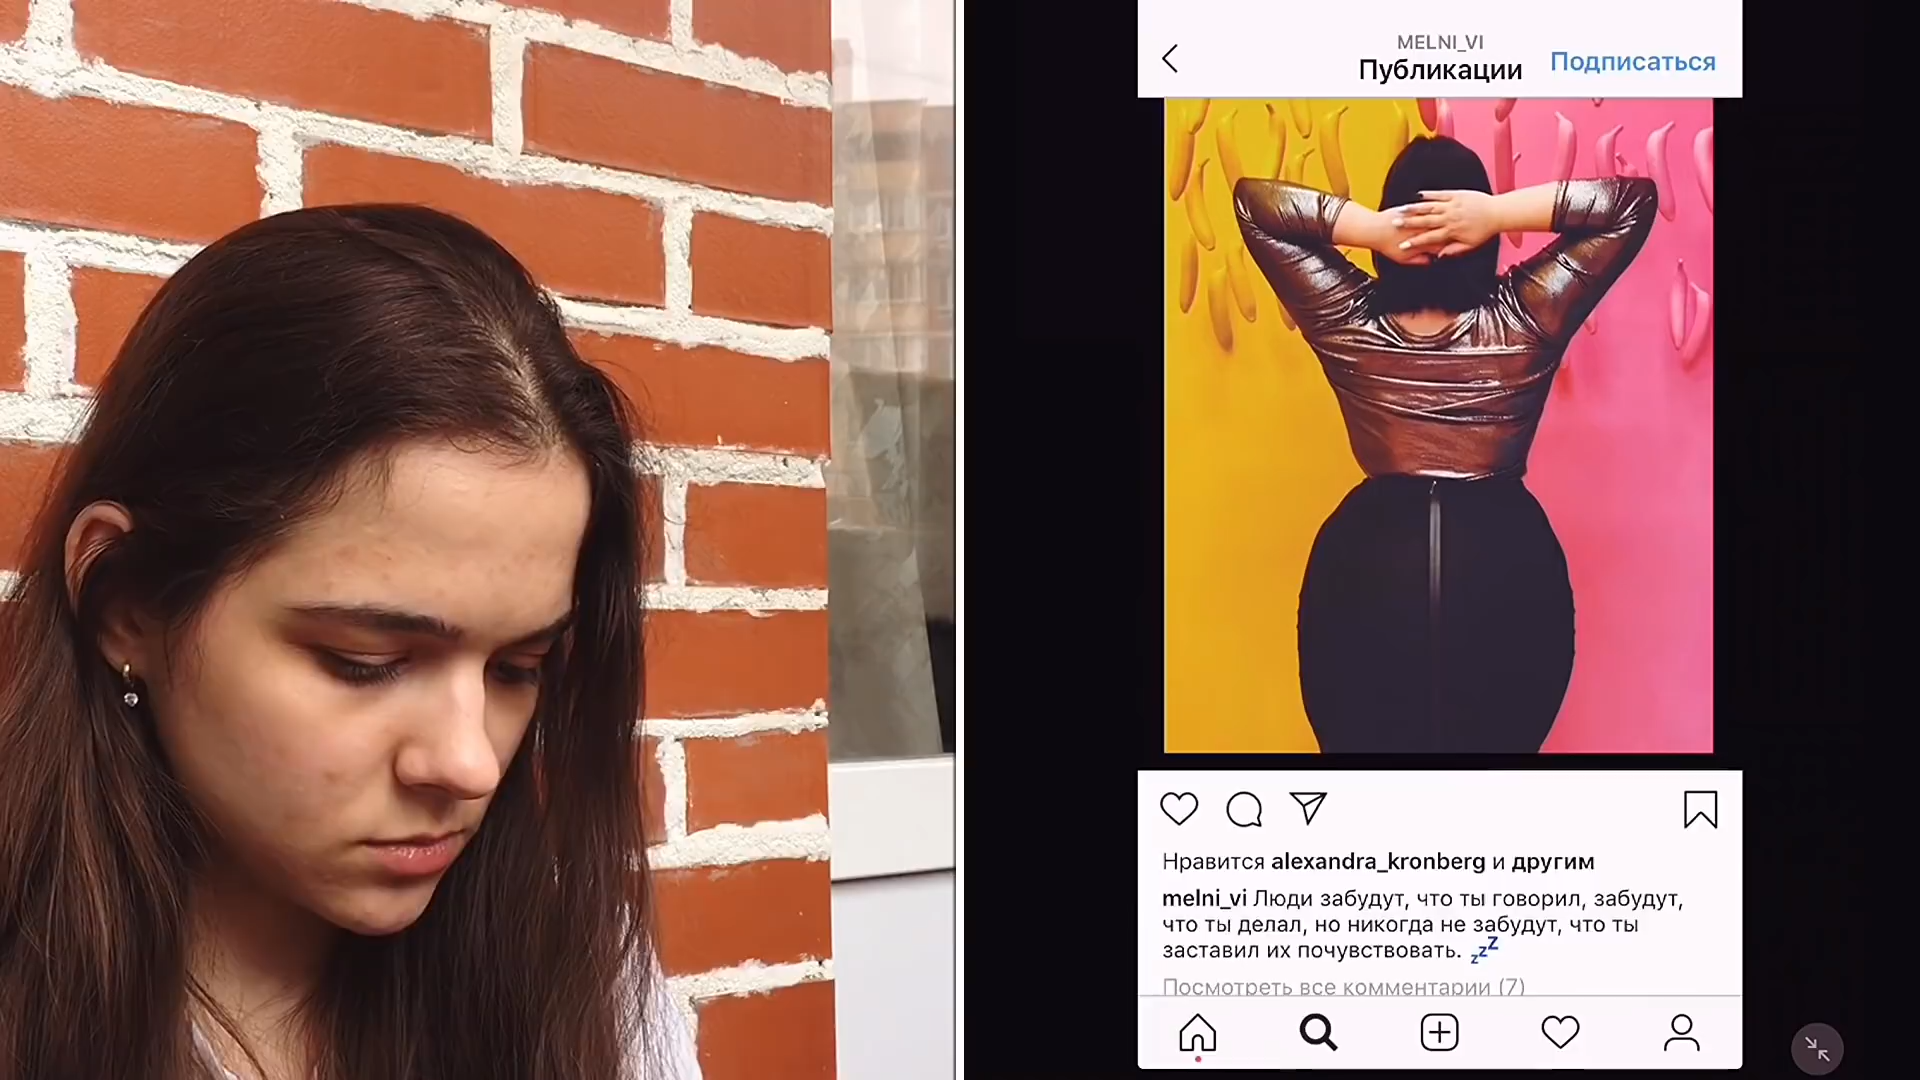 MELNI_VI
Публикации
Подписаться
Нравится alexandra_kronberg и другим
melni_vi Люди забудут, что ты говорил, забудут,
что ты делал, но никогда не забудут, что ты
заставил их почувствовать. 💤
Посмотреть все комментарии (7)